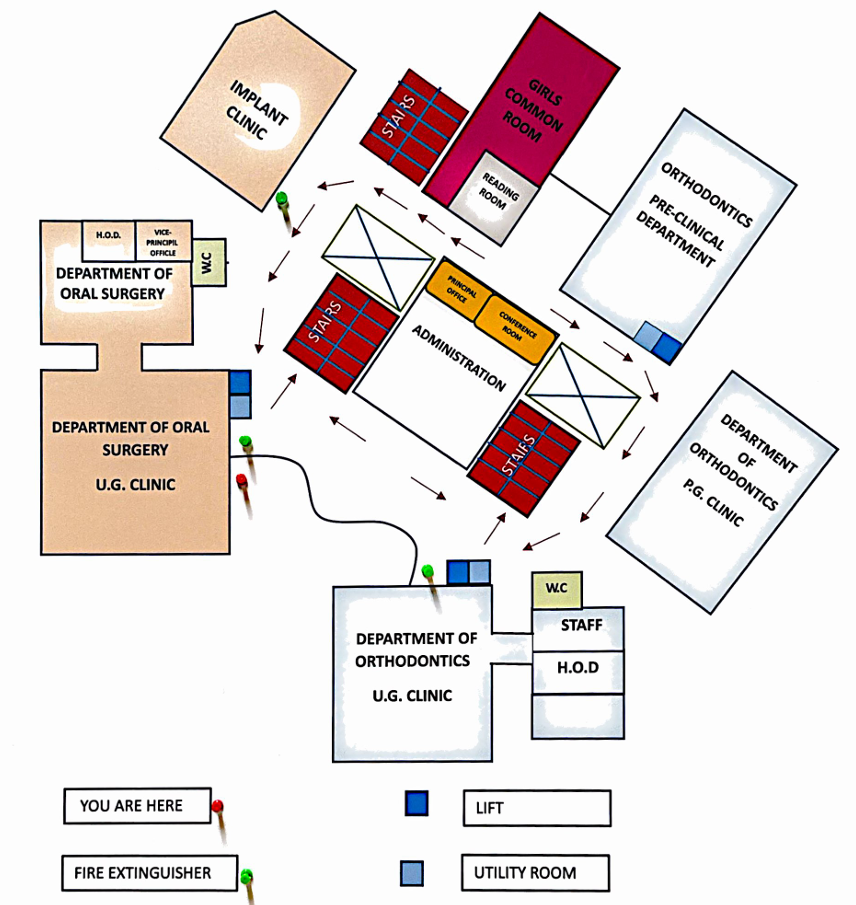 IMPLANT
CLINIC
STAIRS
GIRLS
COMMON
ROOM
READING
ROOM
ORTHODONTICS
PRE-CLINICAL
DEPARTMENT
H.O.D.
VICE-
PRINCIPIL
OFFICLE
W.C
DEPARTMENT OF
ORAL SURGERY
STAIRS
PRINCIPAL
OFFICE
CONFERENCE
ROOM
ADMINISTRATION
STAIRS
DEPARTMENT
OF
ORTHODONTICS
P.G. CLINIC
DEPARTMENT OF ORAL
SURGERY
U.G. CLINIC
W.C
STAFF
H.O.D
DEPARTMENT OF
ORTHODONTICS
U.G. CLINIC
YOU ARE HERE
LIFT
FIRE EXTINGUISHER
UTILITY ROOM